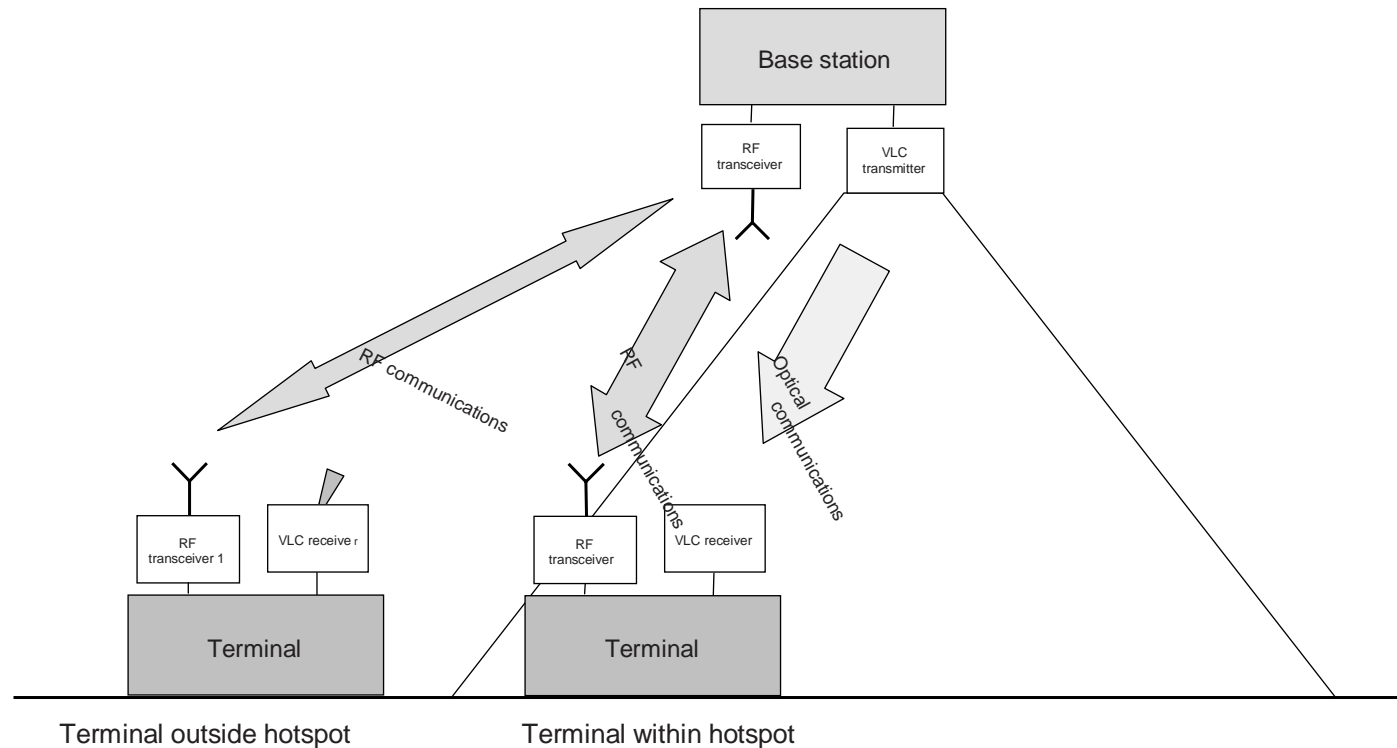 Base station
RF
transceiver
VLC
transmitter
RF communications
RF
communications
Optical
communications
RF
transceiver 1
VLC receiver
RF
transceiver
VLC receiver
Terminal
Terminal
Terminal outside hotspot
Terminal within hotspot